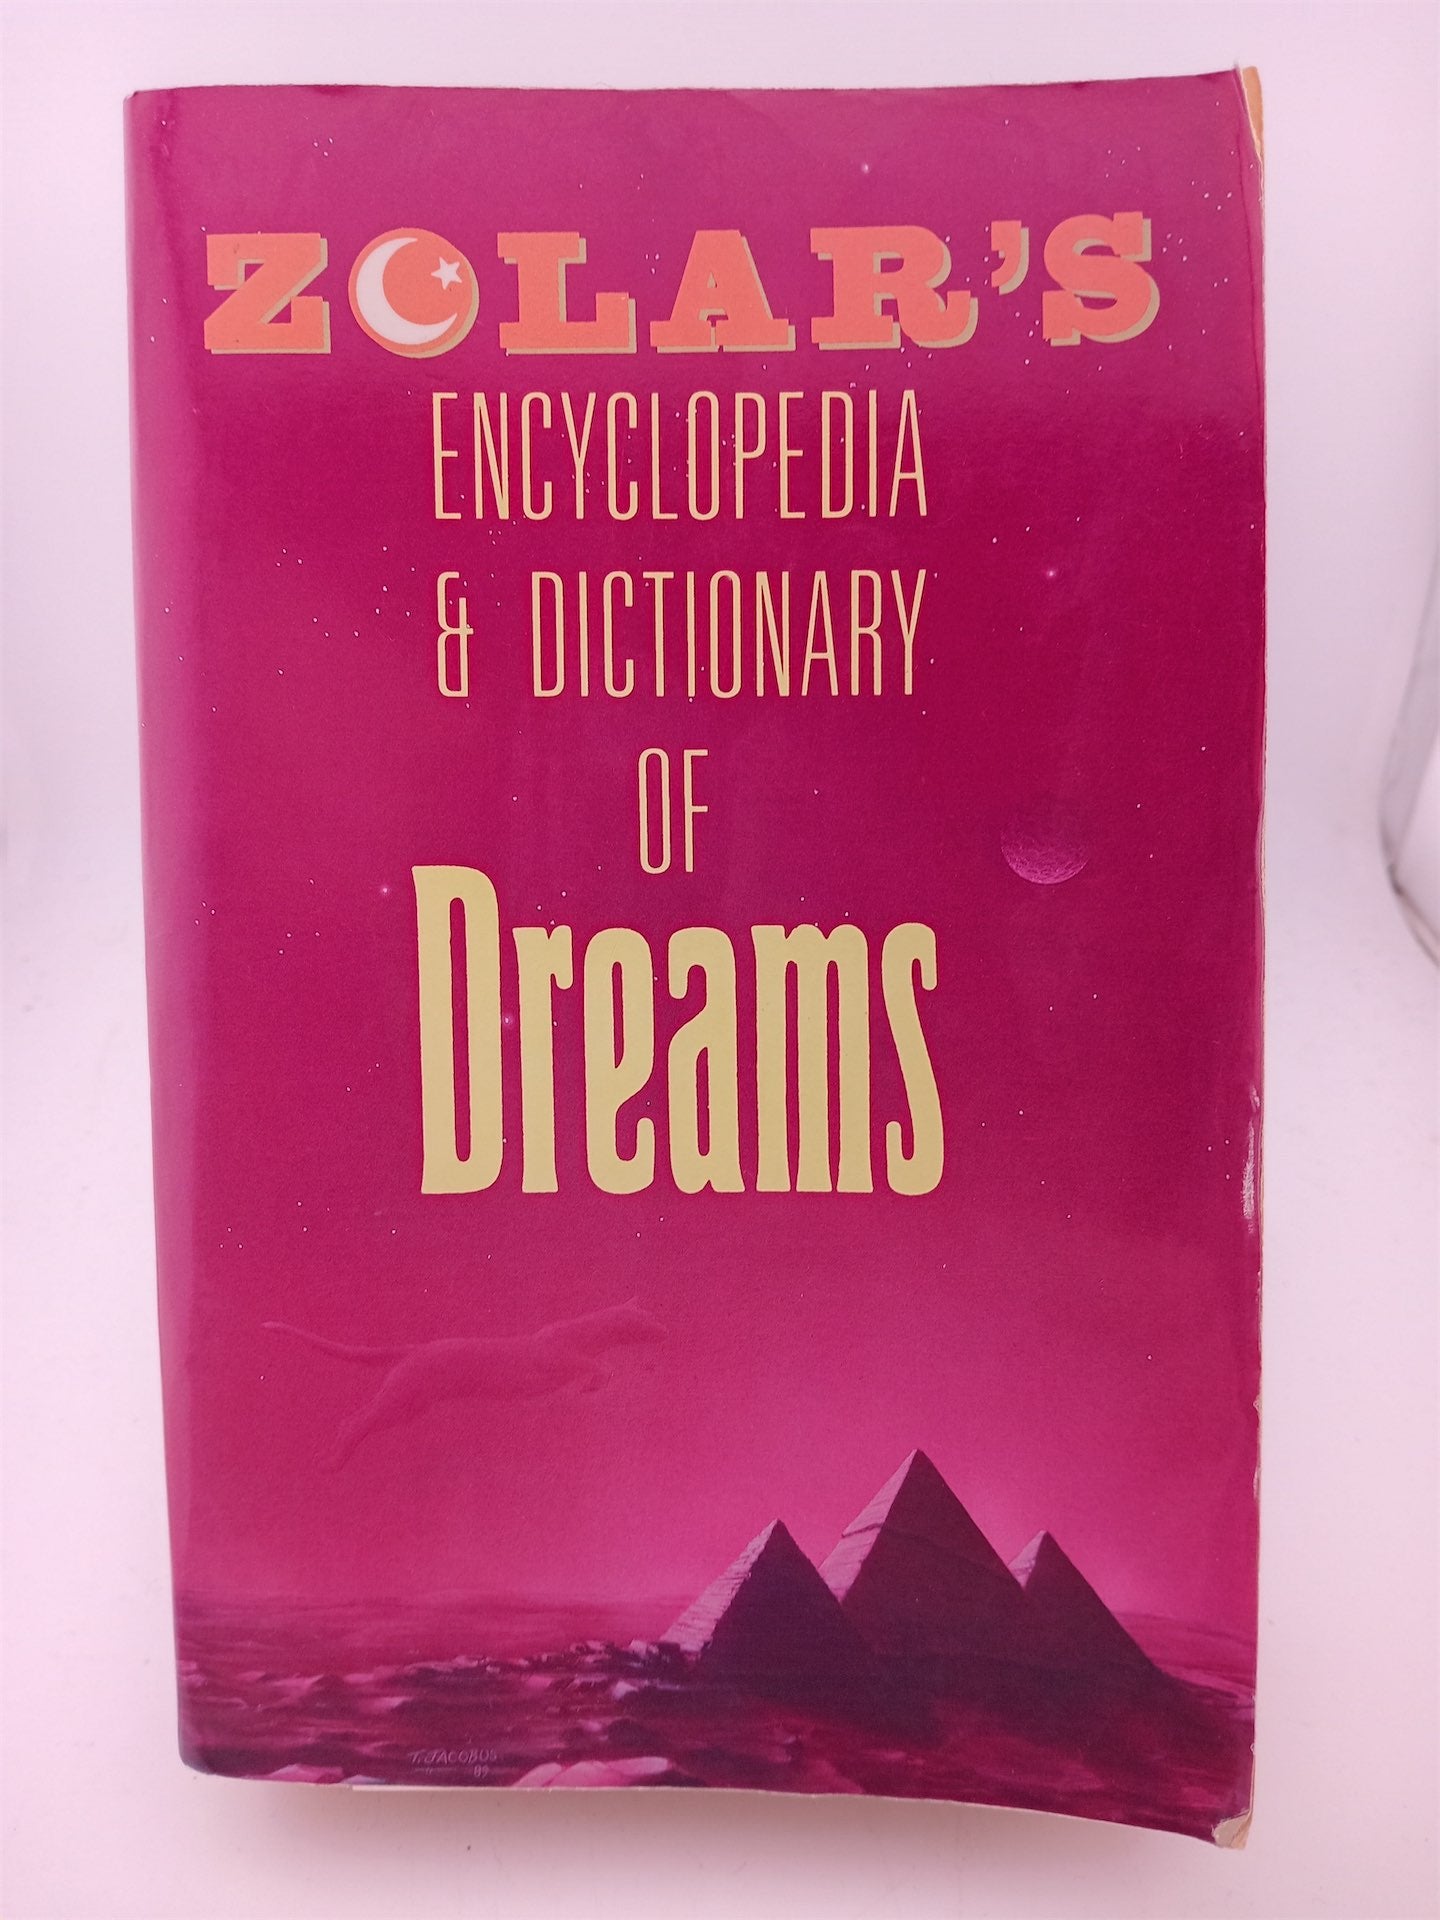 ZOLAR'S
ENCYCLOPEDIA
& DICTIONARY
OF
Dreams
T. JACOBUS
89